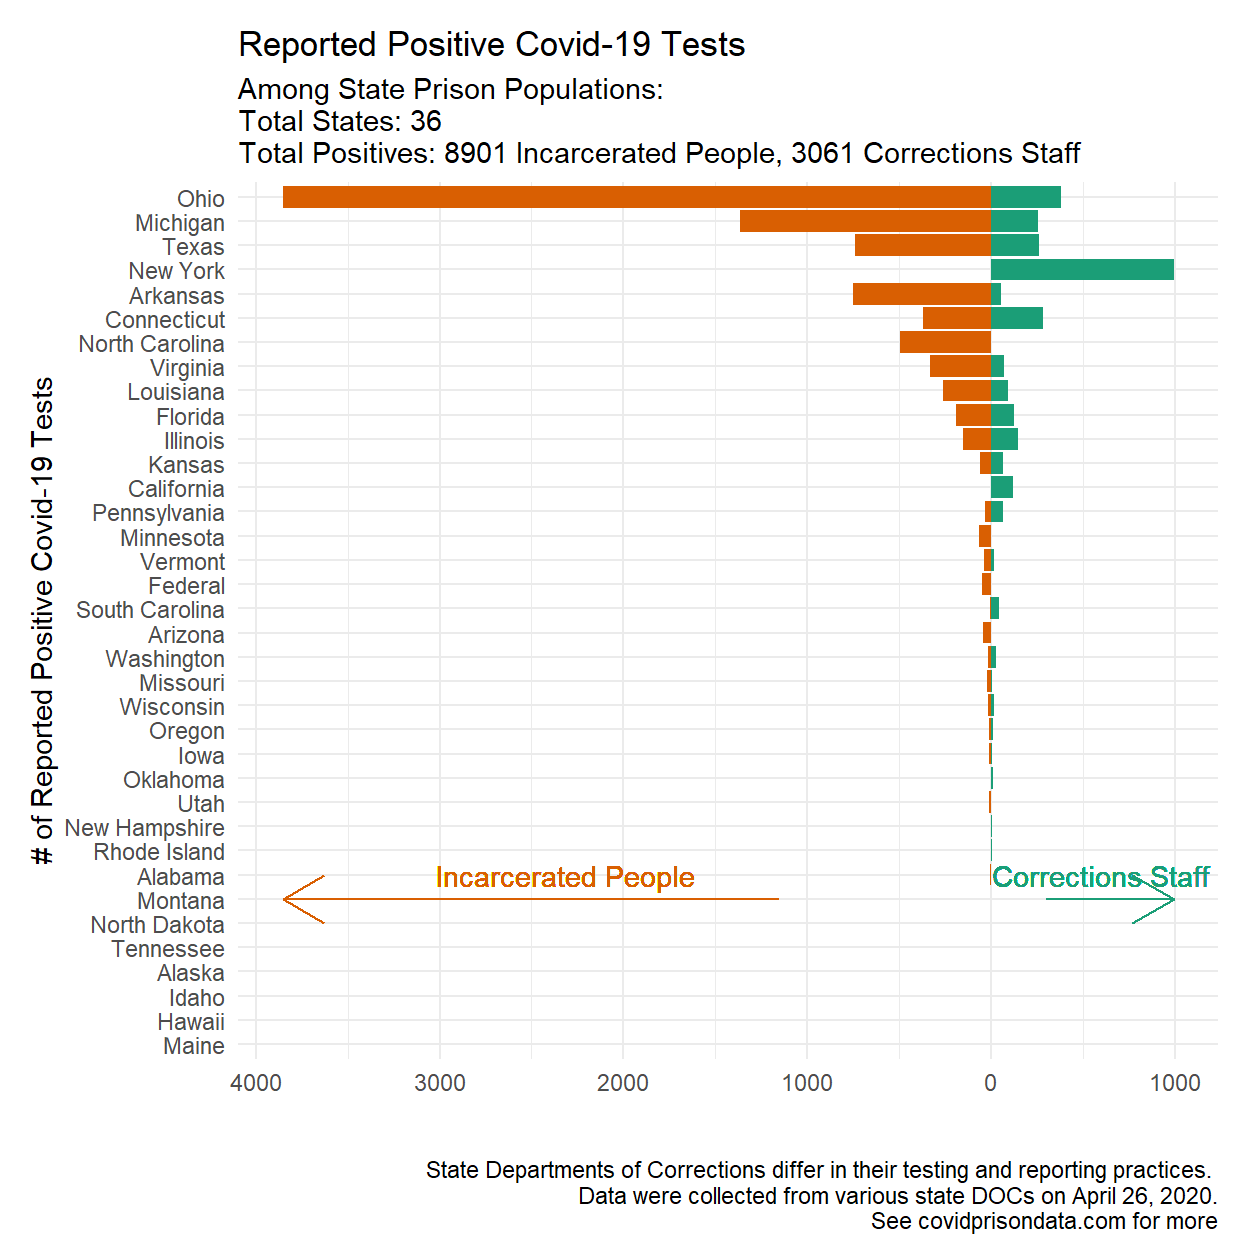 Reported Positive Covid-19 Tests
Among State Prison Populations:
Total States: 36
Total Positives: 8901 Incarcerated People, 3061 Corrections Staff
# of Reported Positive Covid-19 Tests
Ohio
Michigan
Texas
New York
Arkansas
Connecticut
North Carolina
Virginia
Louisiana
Florida
Illinois
Kansas
California
Pennsylvania
Minnesota
Vermont
Federal
South Carolina
Arizona
Washington
Missouri
Wisconsin
Oregon
Iowa
Oklahoma
Utah
New Hampshire
Rhode Island
Alabama
Montana
North Dakota
Tennessee
Alaska
Idaho
Hawaii
Maine
Incarcerated People
Corrections Staff
4000 3000 2000 1000 0 1000
State Departments of Corrections differ in their testing and reporting practices.
Data were collected from various state DOCs on April 26, 2020.
See covidprisondata.com for more